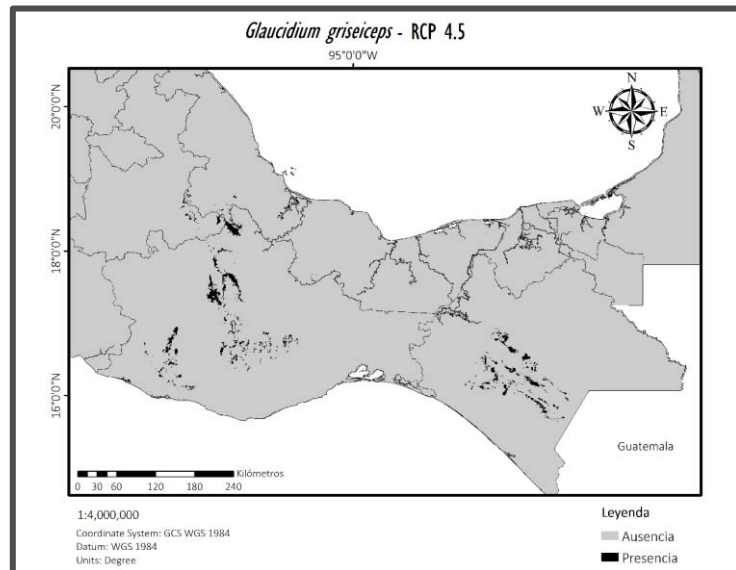 Glaucidium griseiceps - RCP 4.5
95°0'0"W
20°0'0"N
18°0'0"N
16°0'0"N
N
W E
S
Guatemala
Kilómetros
0 30 60 120 180 240
1:4,000,000
Coordinate System: GCS WGS 1984
Datum: WGS 1984
Units: Degree
Leyenda
Ausencia
Presencia